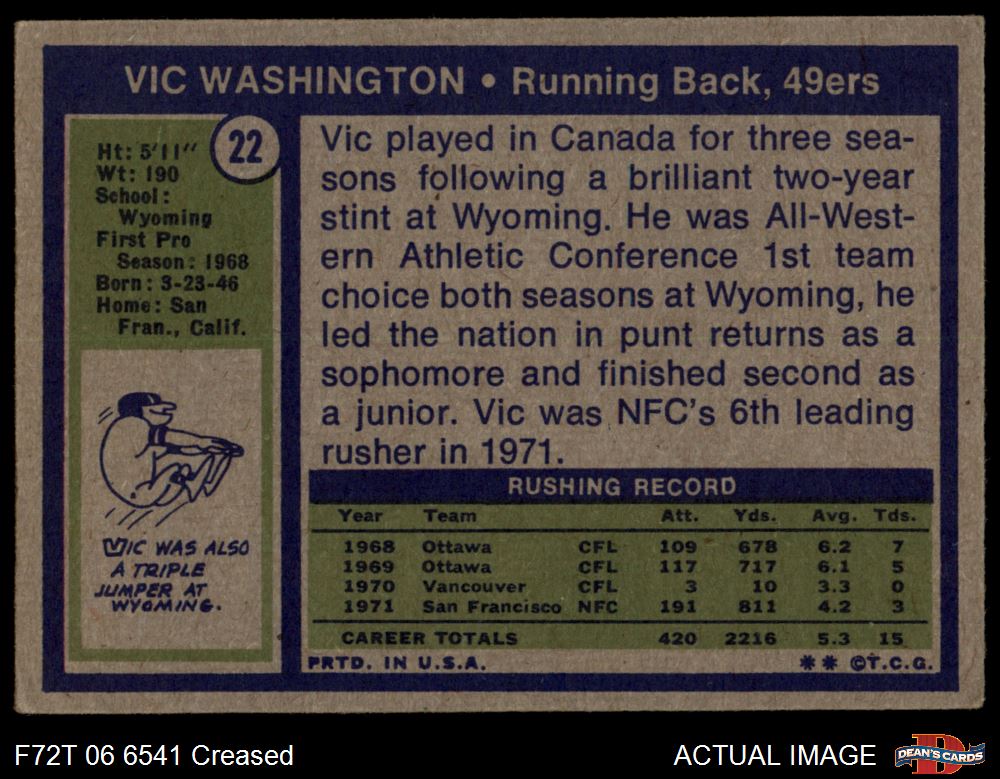 VIC WASHINGTON • Running Back, 49ers
22
Ht: 5'11"
Wt: 190
School:
Wyoming
First Pro
Season: 1968
Born: 3-23-46
Home: San
Fran., Calif.
VIC WAS ALSO
A TRIPLE
JUMPER AT
WYOMING.
Vic played in Canada for three sea-
sons following a brilliant two-year
stint at Wyoming. He was All-West-
ern Athletic Conference 1st team
choice both seasons at Wyoming, he
led the nation in punt returns as a
sophomore and finished second as
a junior. Vic was NFC's 6th leading
rusher in 1971.
RUSHING RECORD
Year Team Att. Yds. Avg. Tds.
1968 Ottawa CFL 109 678 6.2 7
1969 Ottawa CFL 117 717 6.1 5
1970 Vancouver CFL 3 10 3.3 0
1971 San Francisco NFC 191 811 4.2 3
CAREER TOTALS 420 2216 5.3 15
PRTD. IN U.S.A. ** ©T.C.G.
F72T 06 6541 Creased ACTUAL IMAGE DEAN'S CARDS